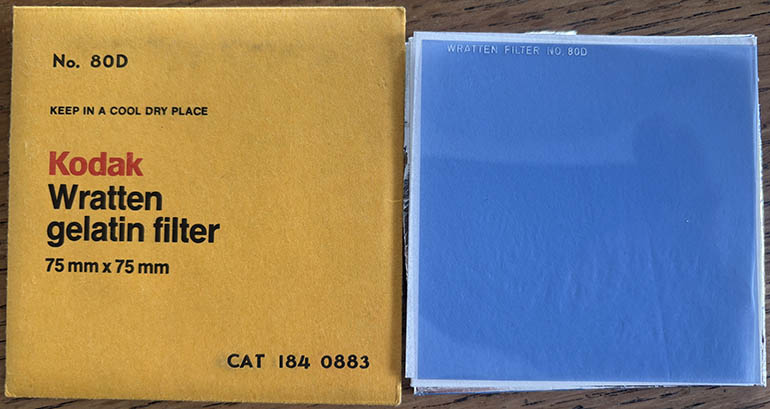 No. 80D
KEEP IN A COOL DRY PLACE
Kodak
Wratten
gelatin filter
75 mm x 75 mm
CAT 184 0883
WRATTEN FILTER NO. 80D